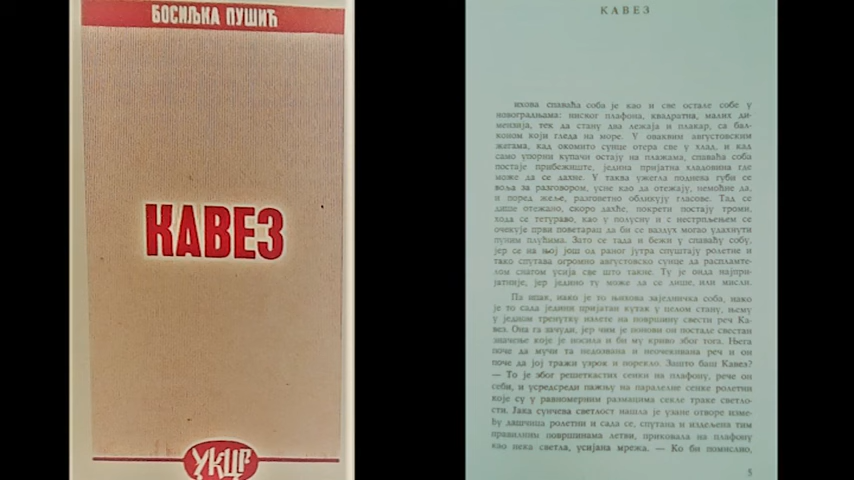 БОСИЉКА ПУШИЋ
КАВЕЗ
УКЦГ
КАВЕЗ
ихова спаваћа соба је као и све остале собе у
новоградњама: ниског плафона, квадратна, малих ди-
мензија, тек да стану два лежаја и плакар, са бал-
коном који гледа на море. У оваквим августовским
жегама, кад окомито сунце отера све у хлад, и кад
само упорни купачи остају на плажама, спаваћа соба
постаје прибежиште, једина пријатна хладовина где
може да се дахне. У таква ужегла поднева губи се
воља за разговором, усне као да отежају, немоћне да,
и поред жеље, разговетно обликују гласове. Тад се
дише отежано, скоро дахће, покрети постају троми,
хода се тетураво, као у полусну и с нестрпљењем се
очекује први поветарац да би се ваздух могао удахнути
пуним плућима. Зато се тада и бежи у спаваћу собу,
јер се на њој још од раног јутра спуштају ролетне и
тако спутава огромно августовско сунце да распламте-
лом снагом усија све што такне. Ту је онда најпри-
јатније, јер једино ту може да се дише, или мисли.
Па ипак, иако је то њихова заједничка соба, иако
је то сада једини пријатан кутак у целом стану, њему
у једном тренутку излете на површину свести реч Ка-
вез. Она га зачуди, јер чим је понови он постаде свестан
значење које је носила и би му криво због тога. Њега
поче да мучи та недозвана и неочекивана реч и он
поче да јој тражи узрок и порекло. Зашто баш Кавез?
— То је због решеткастих сенки на плафону, рече он
себи, и усредсреди пажњу на паралелне сенке ролетни
које су у равномерним размацима секле траке светло-
сти. Јака сунчева светлост нашла је узане отворе изме-
ђу дашчица ролетни и сада се, спутана и издељена тим
правилним површинама летви, приковала на плафону
као нека светла, усијана мрежа. — Ко би помислио,
5